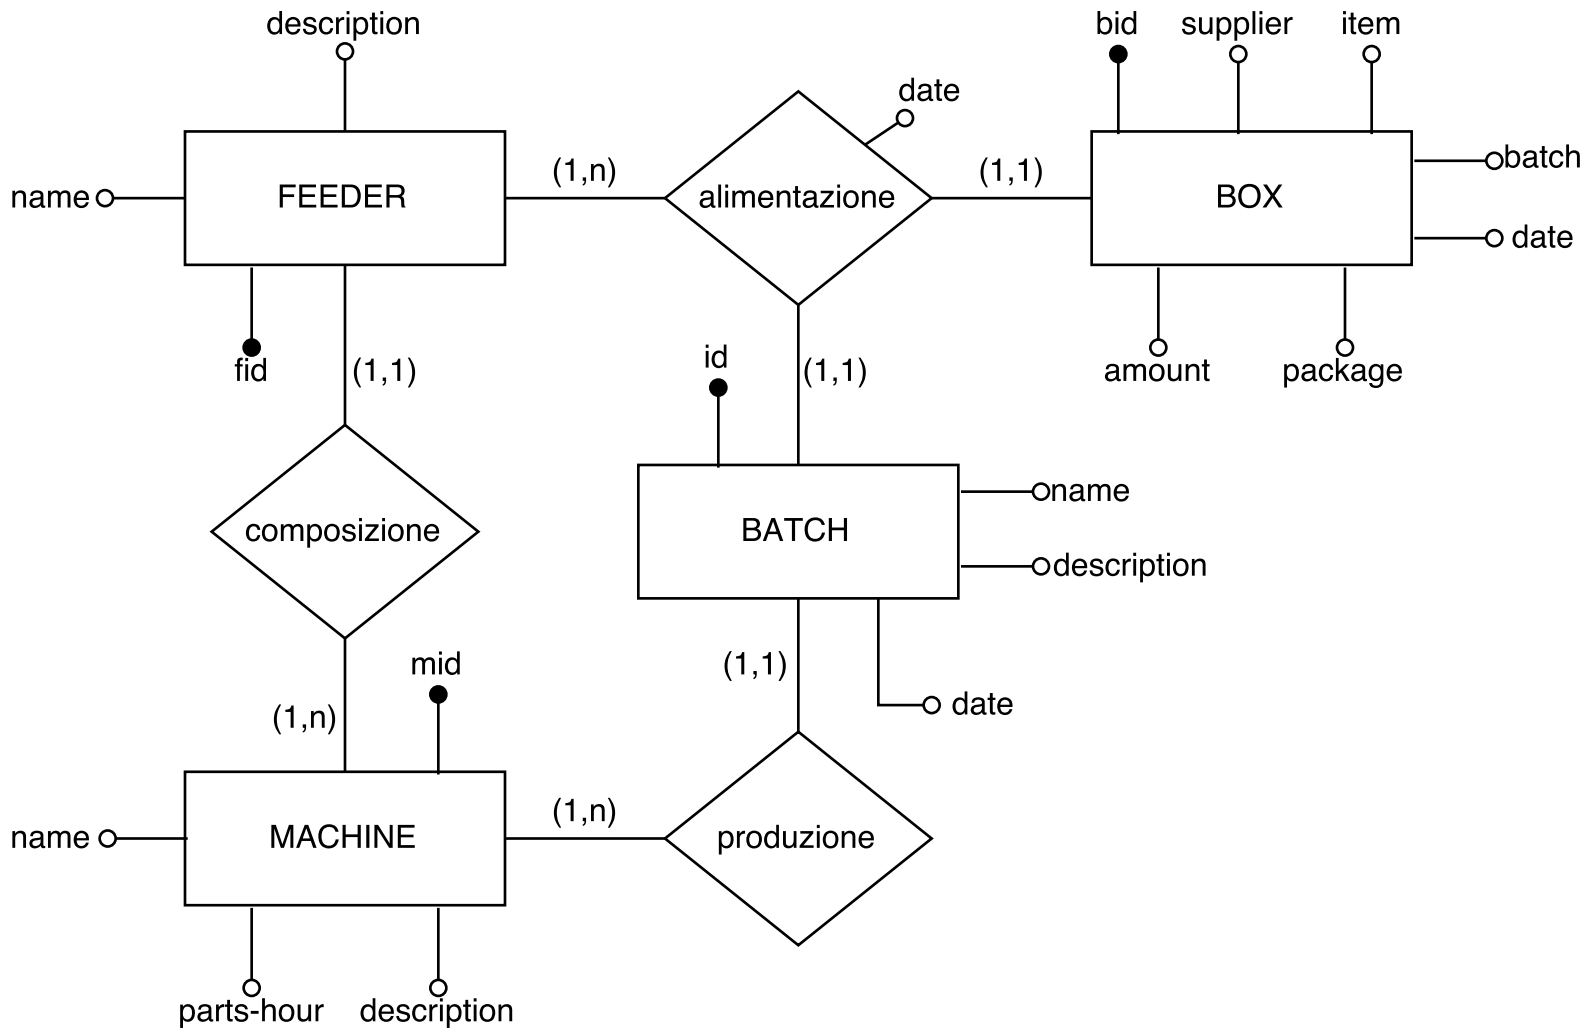 description
bid
supplier
item
date
name
FEEDER
(1,n)
alimentazione
(1,1)
BOX
batch
date
fid
(1,1)
id
(1,1)
amount
package
composizione
BATCH
name
description
mid
(1,1)
date
(1,n)
name
MACHINE
(1,n)
produzione
parts-hour
description